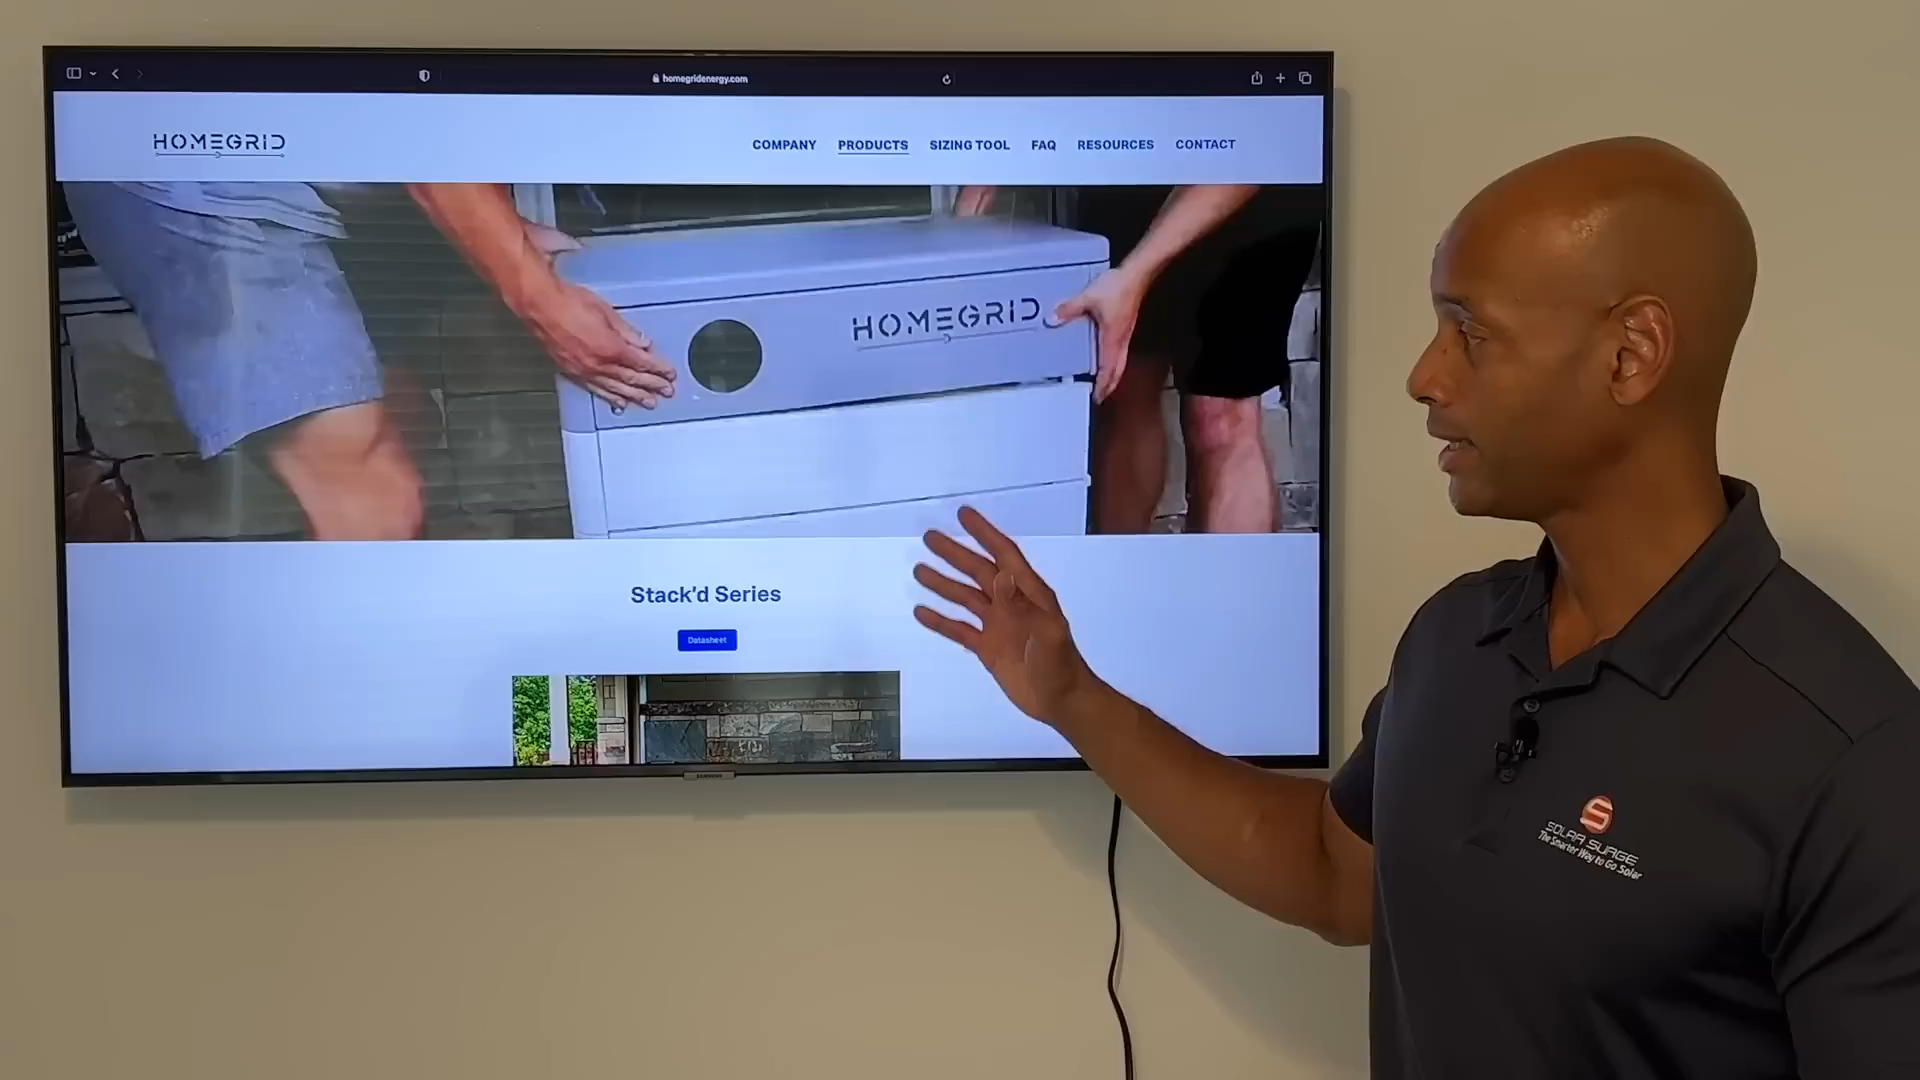 homegridenergy.com
HOMEGRID
COMPANY PRODUCTS SIZING TOOL FAQ RESOURCES CONTACT
HOMEGRID
Stack'd Series
Datasheet
SAMSUNG
S
SOLAR SURGE
The Smarter Way to Go Solar